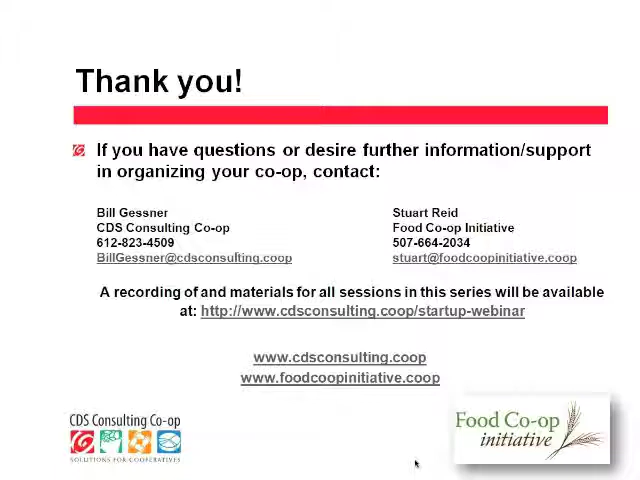 Thank you!
If you have questions or desire further information/support
in organizing your co-op, contact:
Bill Gessner
CDS Consulting Co-op
612-823-4509
BillGessner@cdsconsulting.coop
Stuart Reid
Food Co-op Initiative
507-664-2034
stuart@foodcoopinitiative.coop
A recording of and materials for all sessions in this series will be available
at: http://www.cdsconsulting.coop/startup-webinar
www.cdsconsulting.coop
www.foodcoopinitiative.coop
CDS Consulting Co-op
SOLUTIONS FOR COOPERATIVES
Food Co-op
initiative